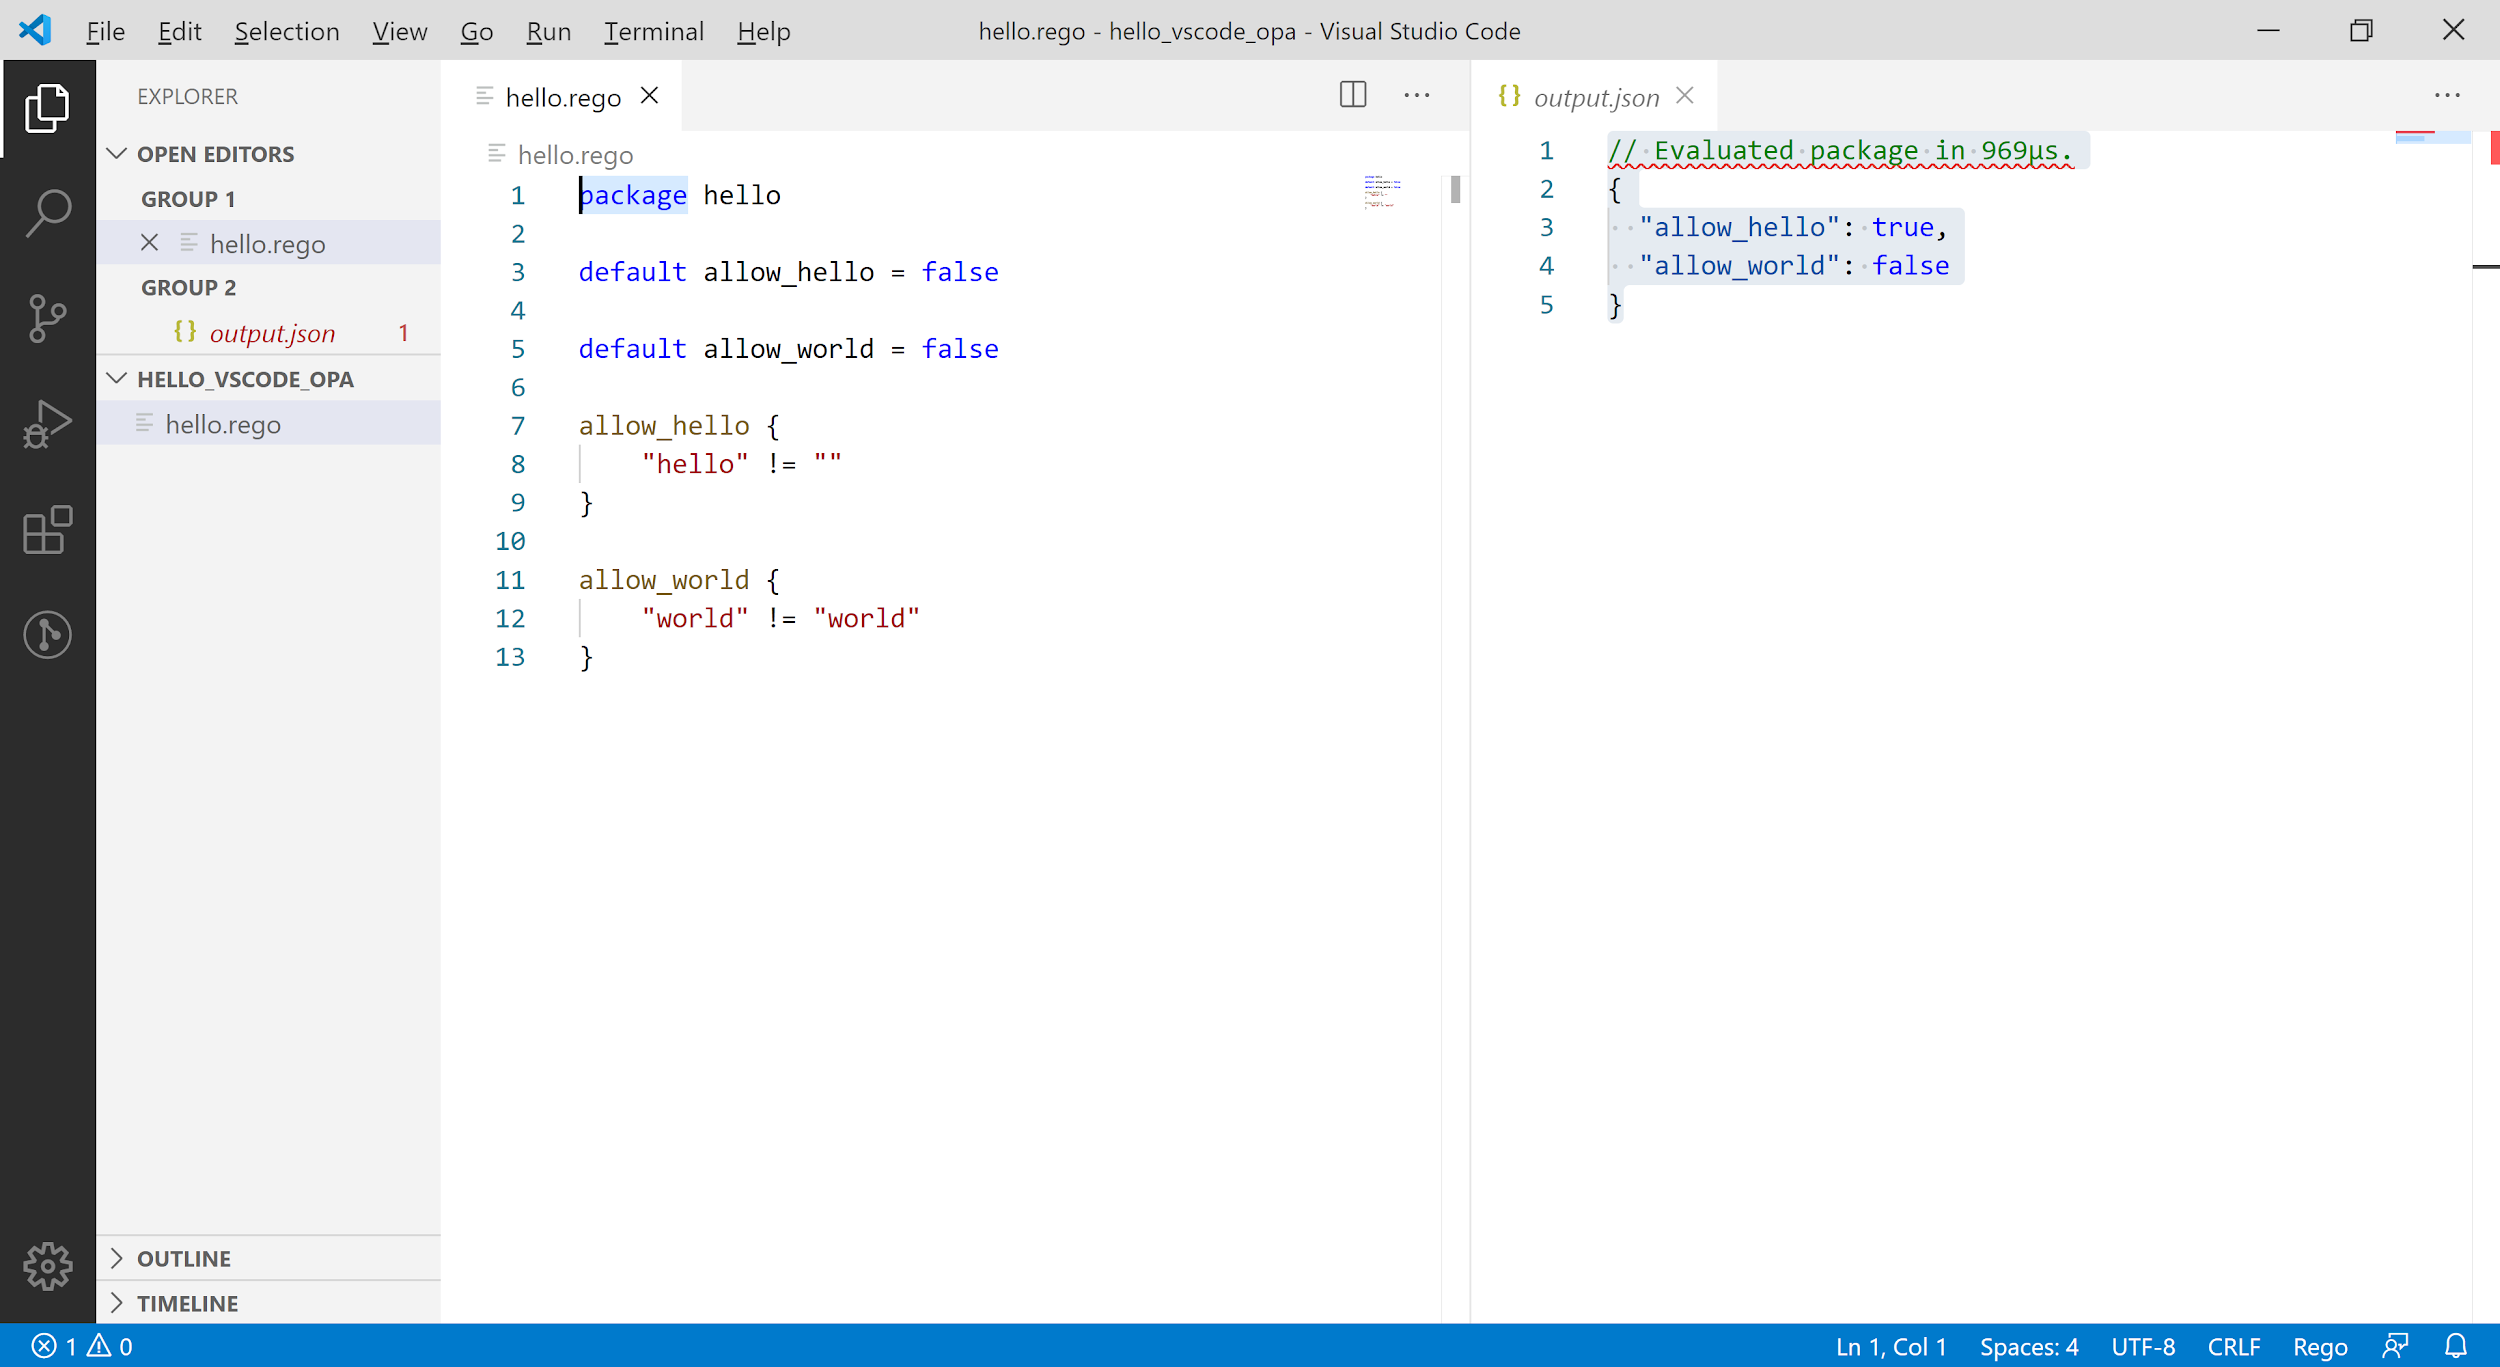 File Edit Selection View Go Run Terminal Help
hello.rego - hello_vscode_opa - Visual Studio Code
EXPLORER
OPEN EDITORS
GROUP 1
hello.rego
GROUP 2
{} output.json 1
HELLO_VSCODE_OPA
hello.rego
OUTLINE
TIMELINE
hello.rego
hello.rego
1 package hello
2
3 default allow_hello = false
4
5 default allow_world = false
6
7 allow_hello {
8     "hello" != ""
9 }
10
11 allow_world {
12     "world" != "world"
13 }
{} output.json
1 // Evaluated package in 969µs.
2 {
3   "allow_hello": true,
4   "allow_world": false
5 }
1 0
Ln 1, Col 1 Spaces: 4 UTF-8 CRLF Rego